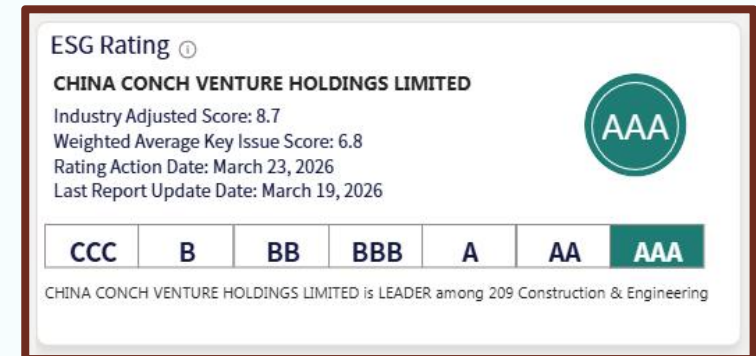 ESG Rating ⓘ
CHINA CONCH VENTURE HOLDINGS LIMITED
Industry Adjusted Score: 8.7
Weighted Average Key Issue Score: 6.8
Rating Action Date: March 23, 2026
Last Report Update Date: March 19, 2026
AAA
CCC B BB BBB A AA AAA
CHINA CONCH VENTURE HOLDINGS LIMITED is LEADER among 209 Construction & Engineering